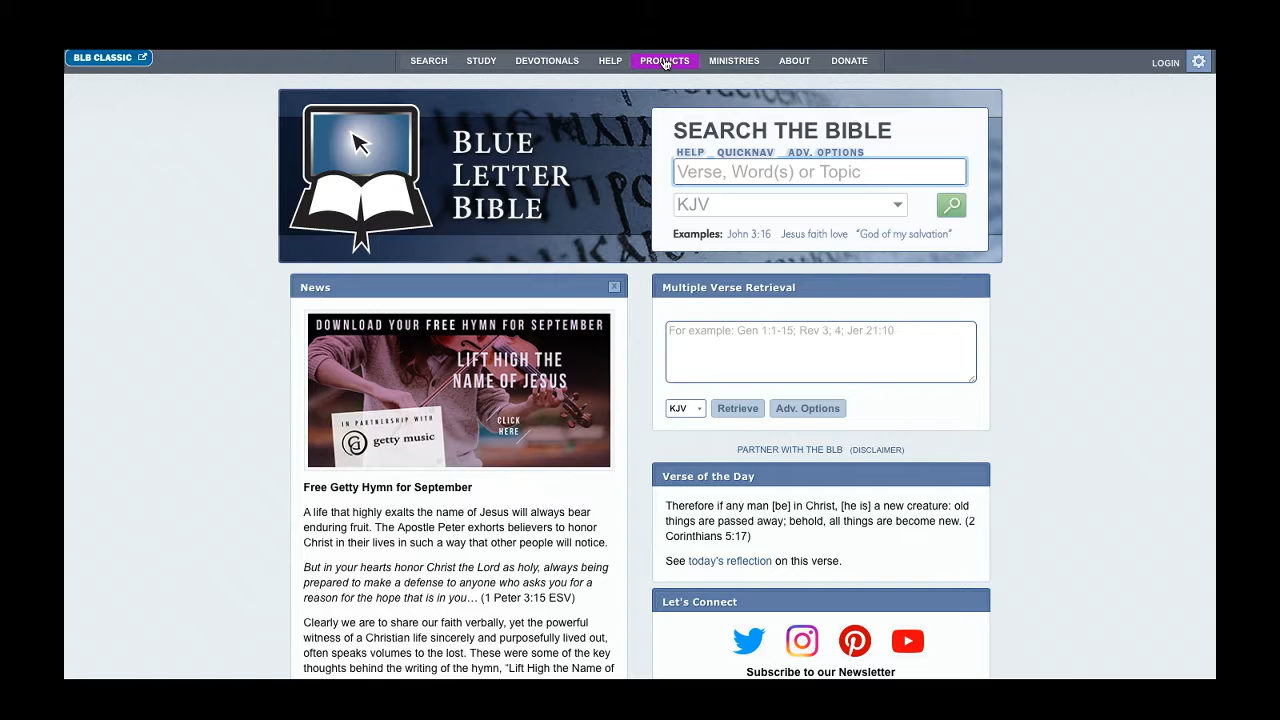 BLB CLASSIC
SEARCH STUDY DEVOTIONALS HELP PRODUCTS MINISTRIES ABOUT DONATE
LOGIN
BLUE
LETTER
BIBLE
SEARCH THE BIBLE
HELP QUICKNAV ADV. OPTIONS
Verse, Word(s) or Topic
KJV
Examples: John 3:16 Jesus faith love "God of my salvation"
News
x
DOWNLOAD YOUR FREE HYMN FOR SEPTEMBER
LIFT HIGH THE
NAME OF JESUS
CLICK
HERE
IN PARTNERSHIP WITH
getty music
Free Getty Hymn for September
A life that highly exalts the name of Jesus will always bear
enduring fruit. The Apostle Peter exhorts believers to honor
Christ in their lives in such a way that other people will notice.
But in your hearts honor Christ the Lord as holy, always being
prepared to make a defense to anyone who asks you for a
reason for the hope that is in you… (1 Peter 3:15 ESV)
Clearly we are to share our faith verbally, yet the powerful
witness of a Christian life sincerely and purposefully lived out,
often speaks volumes to the lost. These were some of the key
thoughts behind the writing of the hymn, "Lift High the Name of
Multiple Verse Retrieval
For example: Gen 1:1-15; Rev 3; 4; Jer 21:10
KJV Retrieve Adv. Options
PARTNER WITH THE BLB (DISCLAIMER)
Verse of the Day
Therefore if any man [be] in Christ, [he is] a new creature: old
things are passed away; behold, all things are become new. (2
Corinthians 5:17)
See today's reflection on this verse.
Let's Connect
Subscribe to our Newsletter